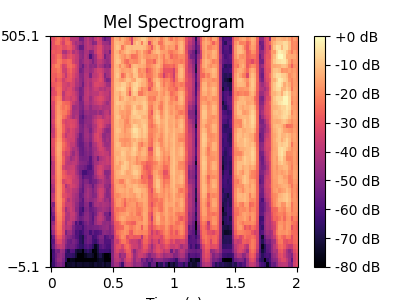 Mel Spectrogram
505.1
−5.1
0
0.5
1
1.5
2
+0 dB
-10 dB
-20 dB
-30 dB
-40 dB
-50 dB
-60 dB
-70 dB
-80 dB